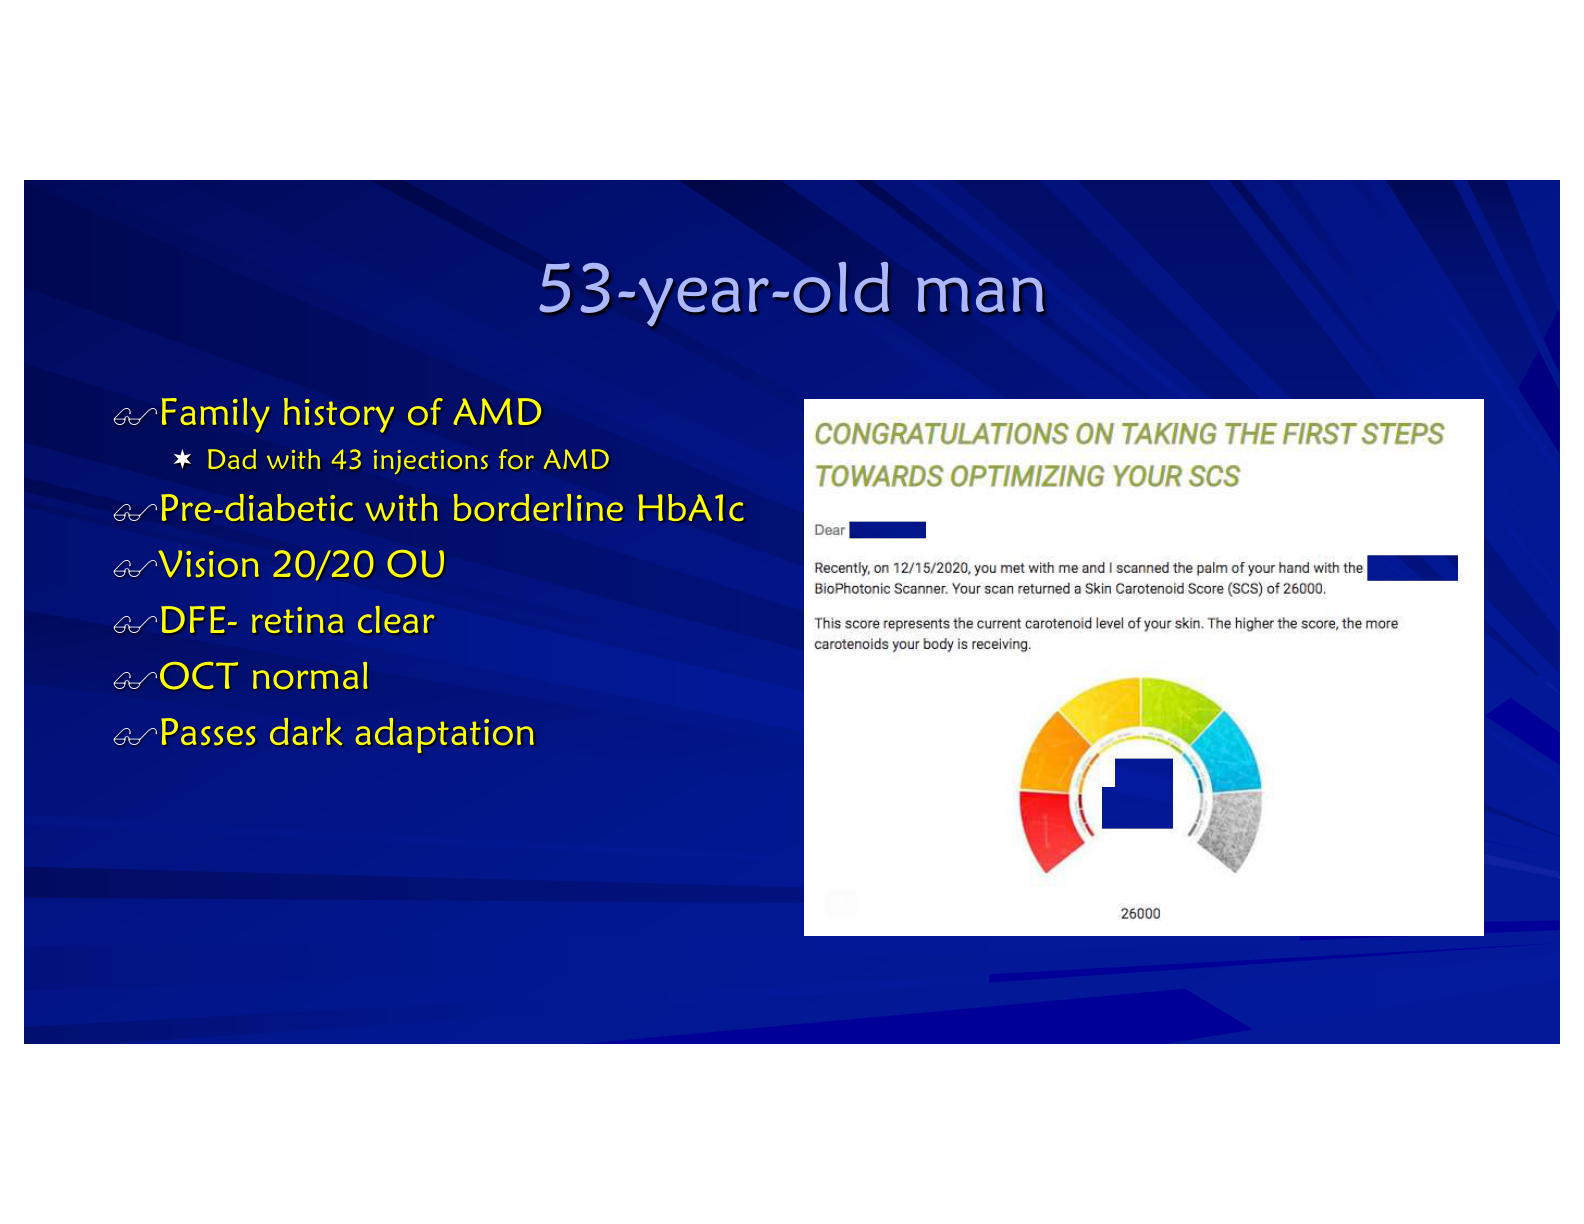 53-year-old man
Family history of AMD
Dad with 43 injections for AMD
Pre-diabetic with borderline HbA1c
Vision 20/20 OU
DFE- retina clear
OCT normal
Passes dark adaptation
CONGRATULATIONS ON TAKING THE FIRST STEPS
TOWARDS OPTIMIZING YOUR SCS
Dear
Recently, on 12/15/2020, you met with me and I scanned the palm of your hand with the
BioPhotonic Scanner. Your scan returned a Skin Carotenoid Score (SCS) of 26000.
This score represents the current carotenoid level of your skin. The higher the score, the more
carotenoids your body is receiving.
26000